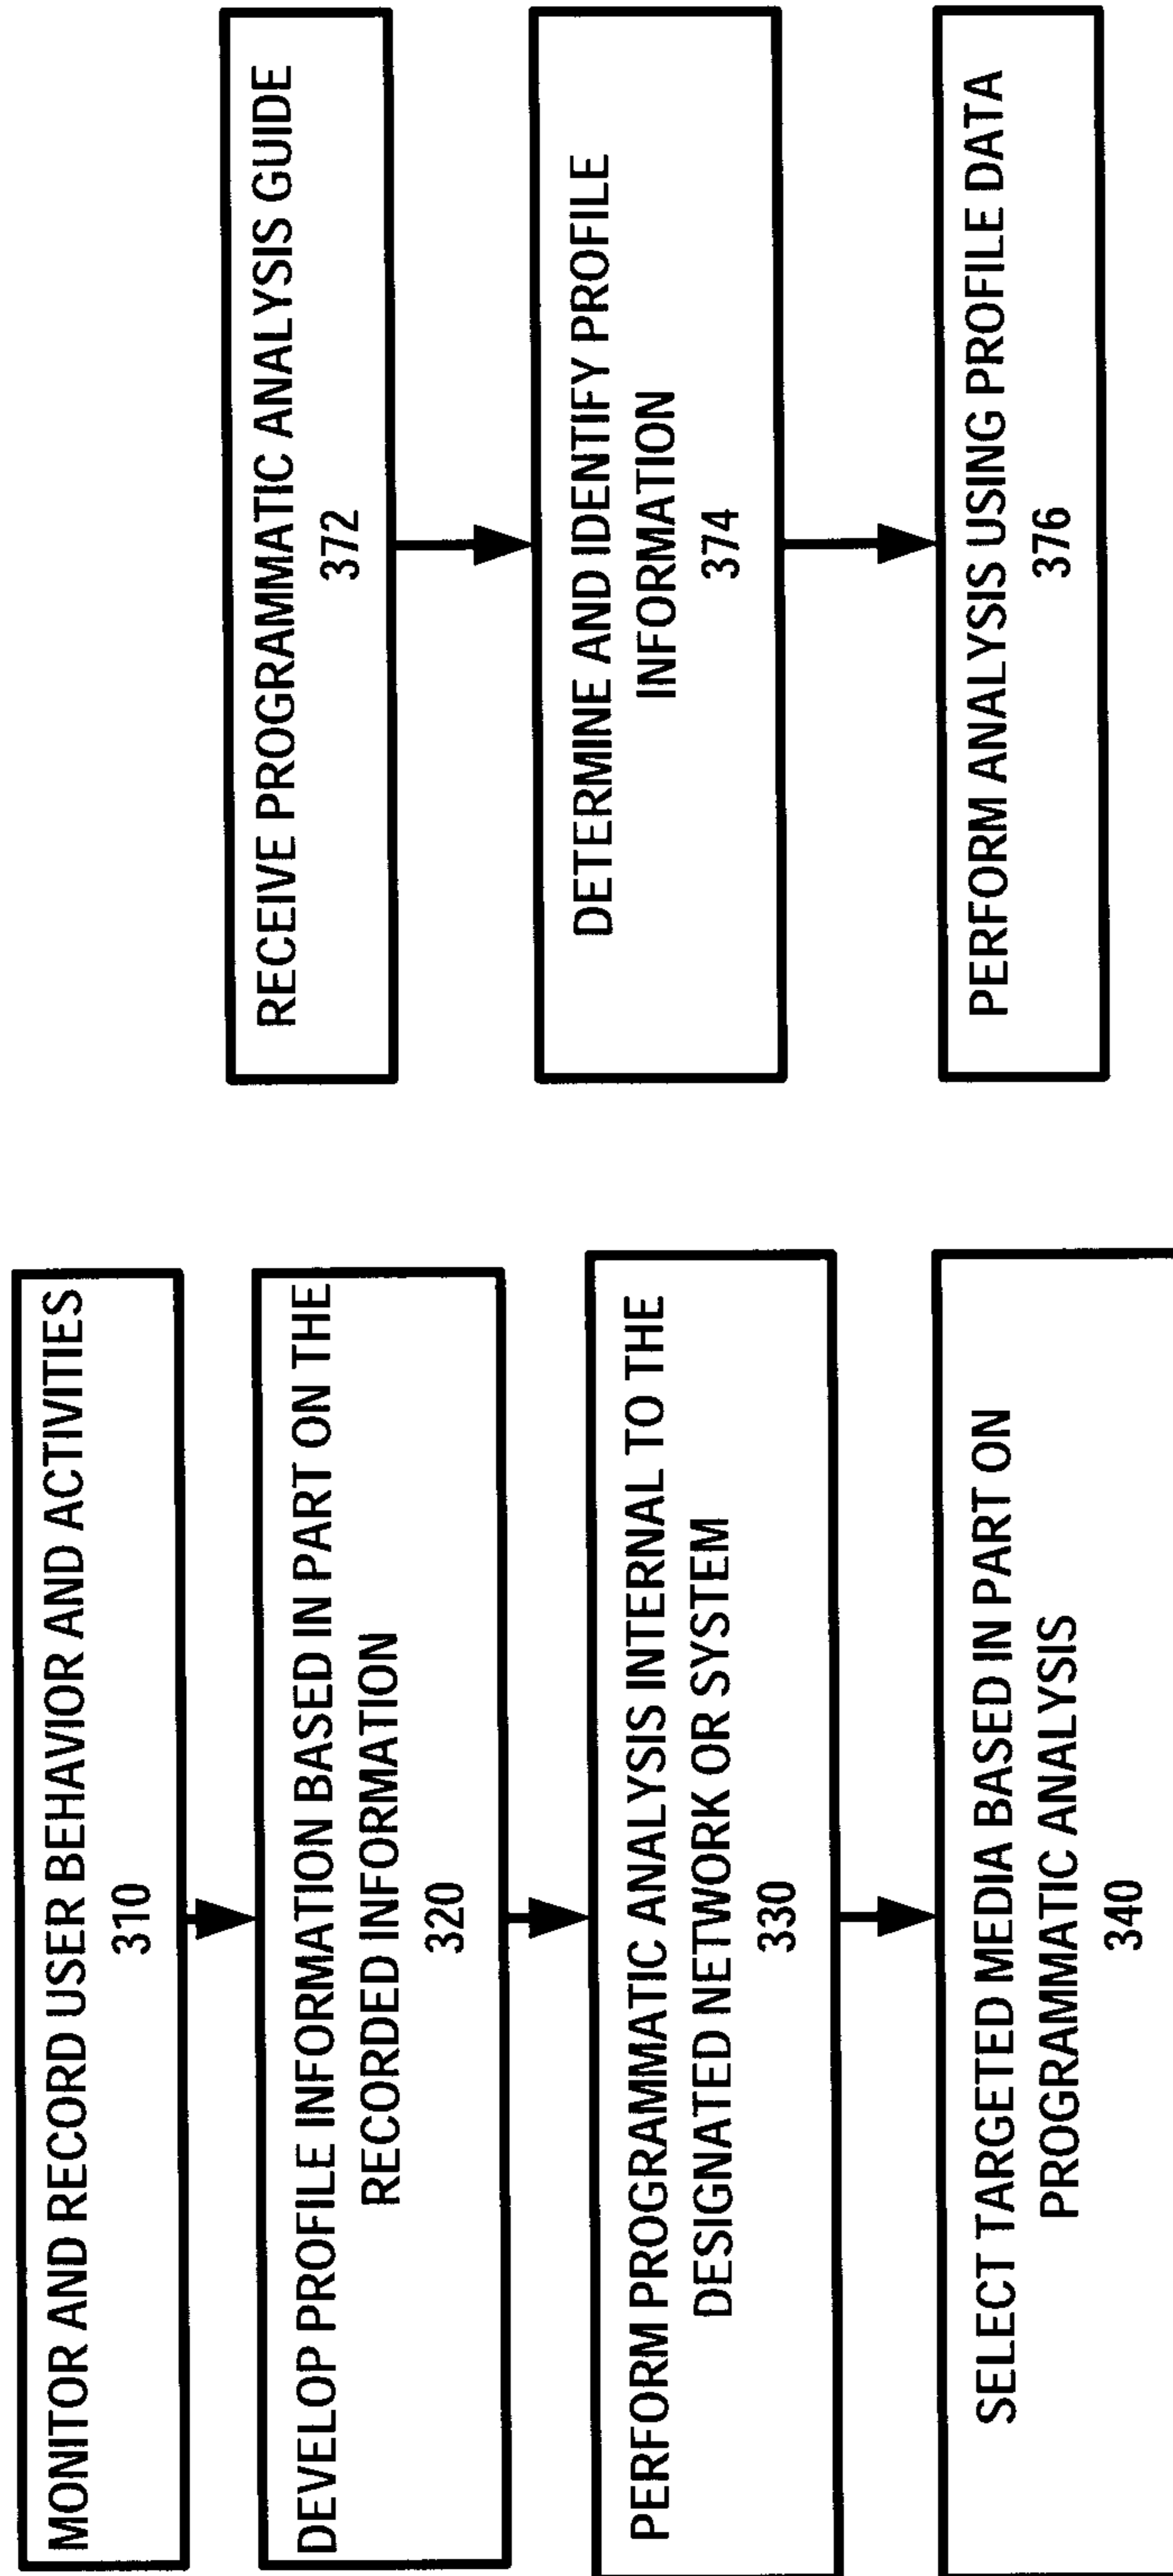 MONITOR AND RECORD USER BEHAVIOR AND ACTIVITIES
310
DEVELOP PROFILE INFORMATION BASED IN PART ON THE
RECORDED INFORMATION
320
PERFORM PROGRAMMATIC ANALYSIS INTERNAL TO THE
DESIGNATED NETWORK OR SYSTEM
330
SELECT TARGETED MEDIA BASED IN PART ON
PROGRAMMATIC ANALYSIS
340
RECEIVE PROGRAMMATIC ANALYSIS GUIDE
372
DETERMINE AND IDENTIFY PROFILE
INFORMATION
374
PERFORM ANALYSIS USING PROFILE DATA
376